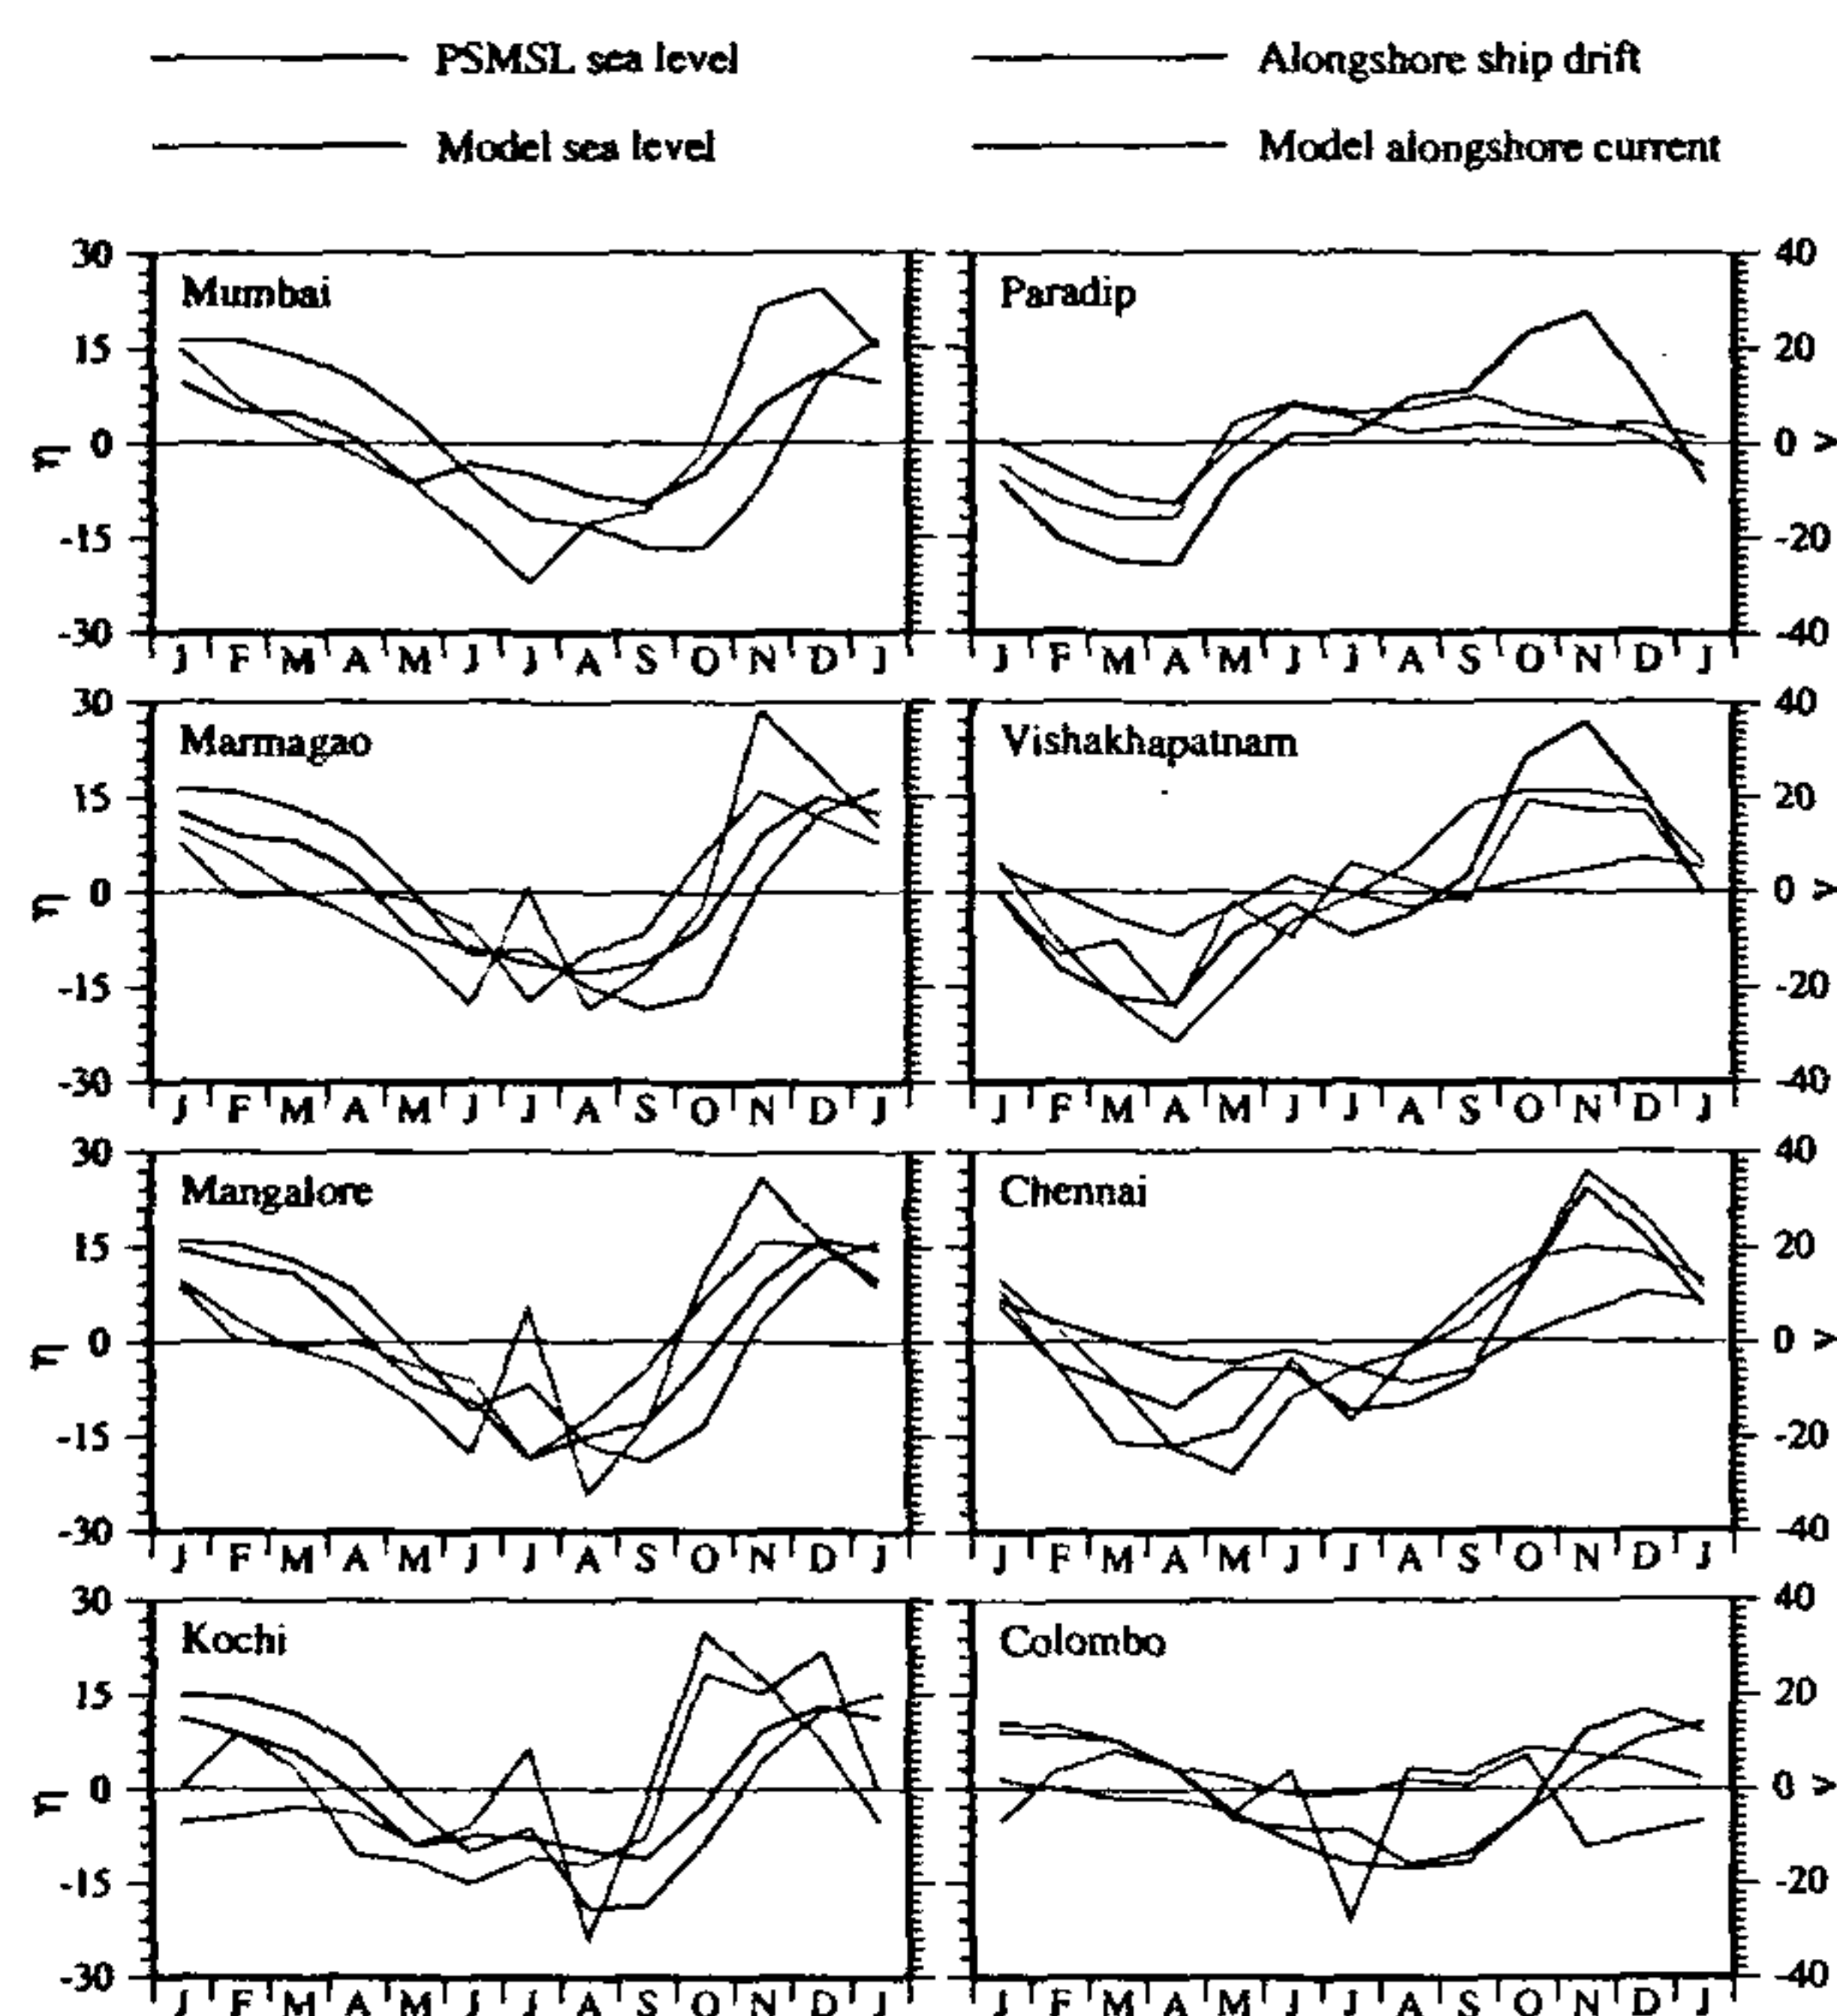 PSMSL sea level Alongshore ship drift
Model sea level Model alongshore current
30 Mumbai Paradip 40
15 20
η 0 0 v
-15 -20
-30 -40
J F M A M J J A S O N D J J F M A M J J A S O N D J
30 Marmagao Vishakhapatnam 40
15 20
η 0 0 v
-15 -20
-30 -40
J F M A M J J A S O N D J J F M A M J J A S O N D J
30 Mangalore Chennai 40
15 20
η 0 0 v
-15 -20
-30 -40
J F M A M J J A S O N D J J F M A M J J A S O N D J
30 Kochi Colombo 40
15 20
η 0 0 v
-15 -20
-30 -40
J F M A M J J A S O N D J J F M A M J J A S O N D J